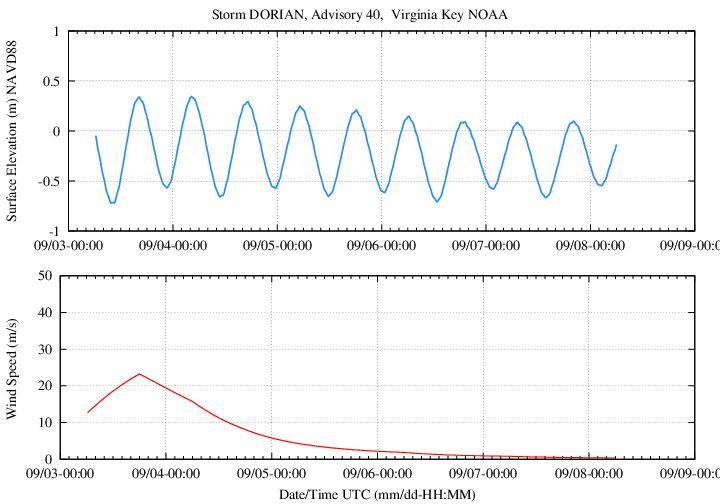 Storm DORIAN, Advisory 40,  Virginia Key NOAA
Surface Elevation (m) NAVD88
1
0.5
0
-0.5
-1
09/03-00:00 09/04-00:00 09/05-00:00 09/06-00:00 09/07-00:00 09/08-00:00 09/09-0
Wind Speed (m/s)
50
40
30
20
10
0
09/03-00:00 09/04-00:00 09/05-00:00 09/06-00:00 09/07-00:00 09/08-00:00 09/09-0
Date/Time UTC (mm/dd-HH:MM)